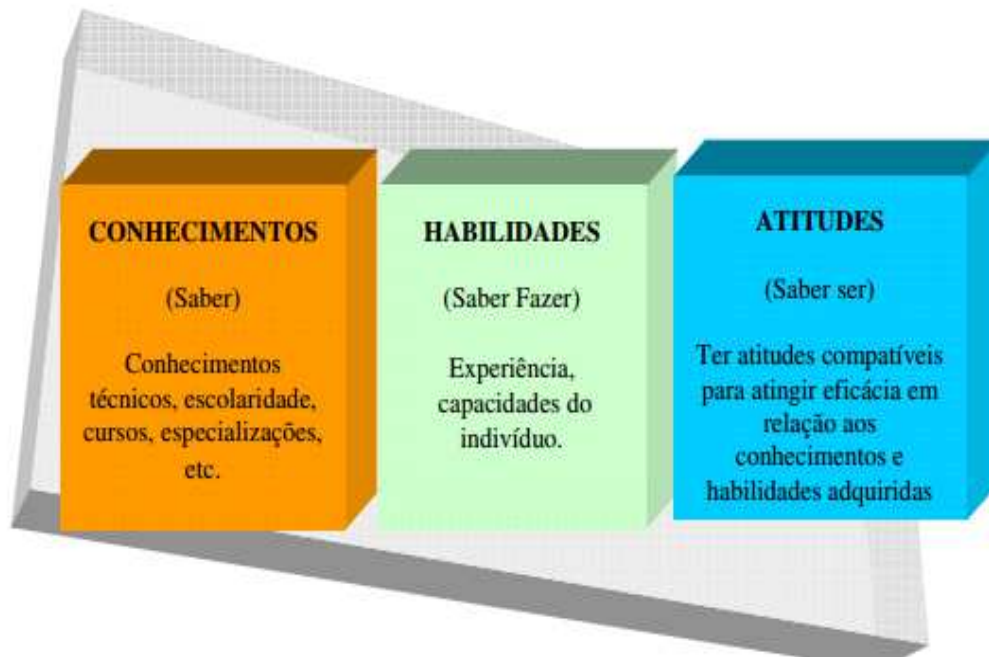 CONHECIMENTOS
(Saber)
Conhecimentos
técnicos, escolaridade,
cursos, especializações,
etc.
HABILIDADES
(Saber Fazer)
Experiência,
capacidades do
indivíduo.
ATITUDES
(Saber ser)
Ter atitudes compatíveis
para atingir eficácia em
relação aos
conhecimentos e
habilidades adquiridas